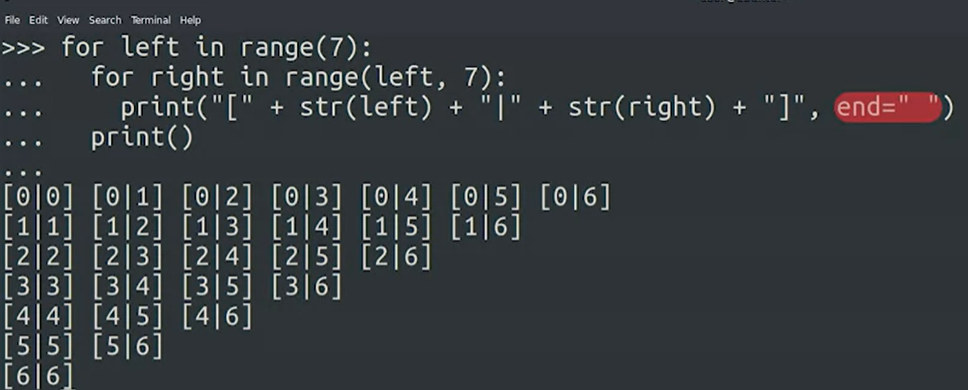 File Edit View Search Terminal Help
>>> for left in range(7):
...   for right in range(left, 7):
...     print("[" + str(left) + "|" + str(right) + "]", end=" ")
...   print()
...
[0|0] [0|1] [0|2] [0|3] [0|4] [0|5] [0|6]
[1|1] [1|2] [1|3] [1|4] [1|5] [1|6]
[2|2] [2|3] [2|4] [2|5] [2|6]
[3|3] [3|4] [3|5] [3|6]
[4|4] [4|5] [4|6]
[5|5] [5|6]
[6|6]